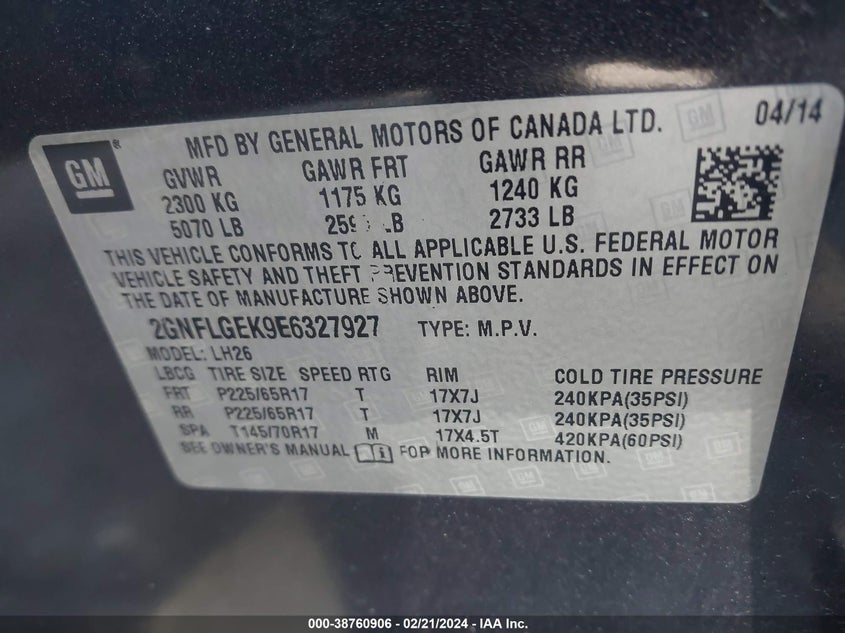 GM
®
MFD BY GENERAL MOTORS OF CANADA LTD. 04/14
GVWR GAWR FRT GAWR RR
2300 KG 1175 KG 1240 KG
5070 LB LB 2733 LB
THIS VEHICLE CONFORMS TO ALL APPLICABLE U.S. FEDERAL MOTOR
VEHICLE SAFETY AND THEFT PREVENTION STANDARDS IN EFFECT ON
THE DATE OF MANUFACTURE SHOWN ABOVE.
2GNFLGEK9E6327927 TYPE: M.P.V.
MODEL: LH26
LBCG TIRE SIZE SPEED RTG RIM COLD TIRE PRESSURE
FRT P225/65R17 T 17X7J 240KPA(35PSI)
RR P225/65R17 T 17X7J 240KPA(35PSI)
SPA T145/70R17 M 17X4.5T 420KPA(60PSI)
SEE OWNER'S MANUAL FOR MORE INFORMATION.
000-38760906 - 02/21/2024 - IAAI Inc.